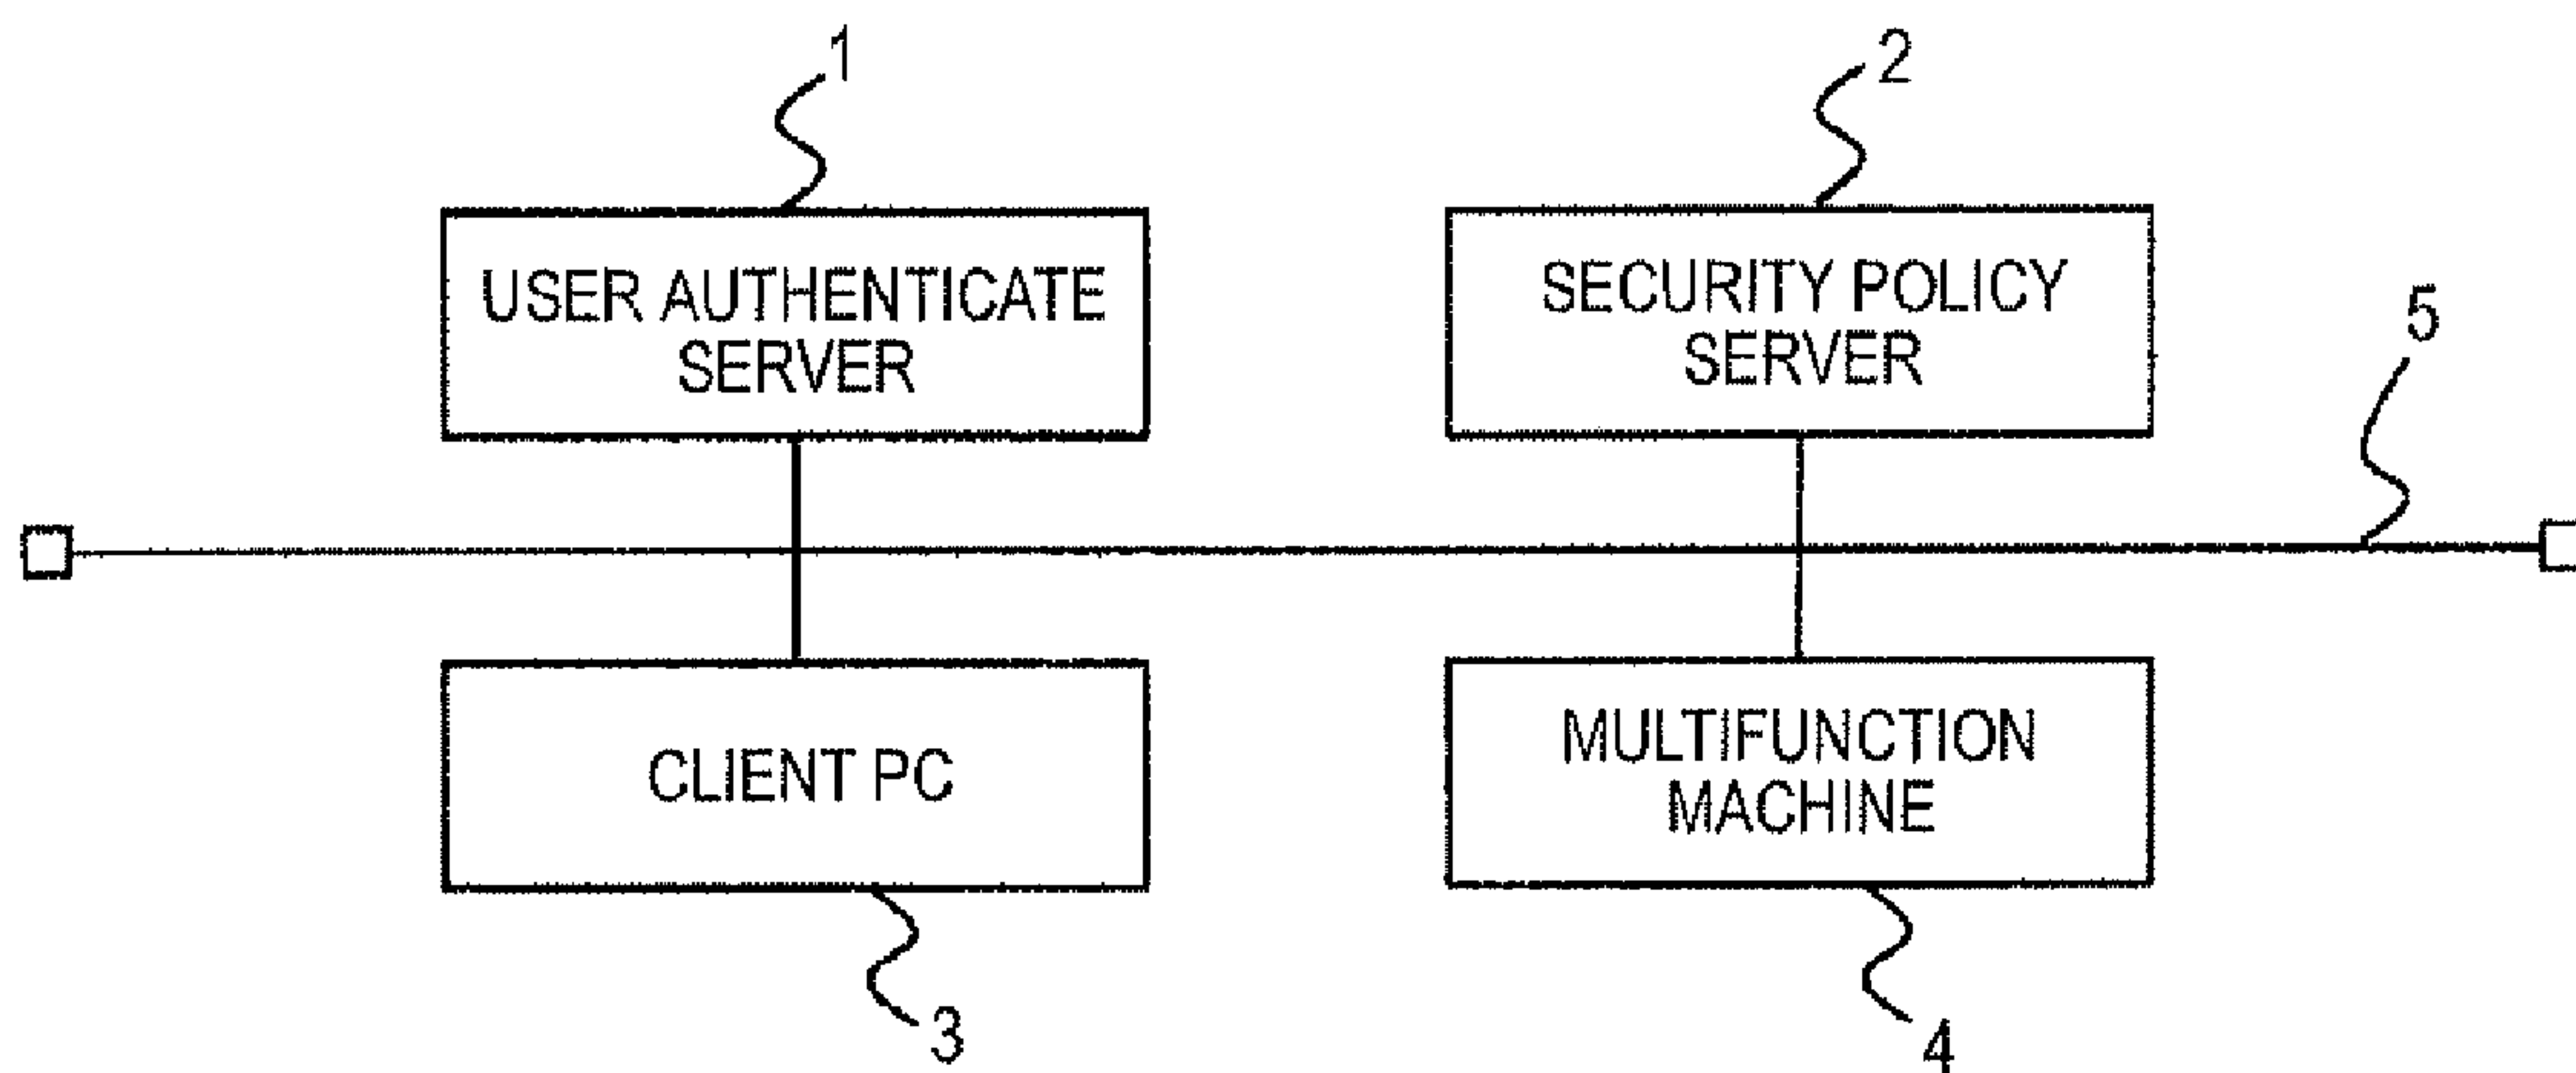 1
2
USER AUTHENTICATE
SERVER
SECURITY POLICY
SERVER
5
CLIENT PC
MULTIFUNCTION
MACHINE
3
4